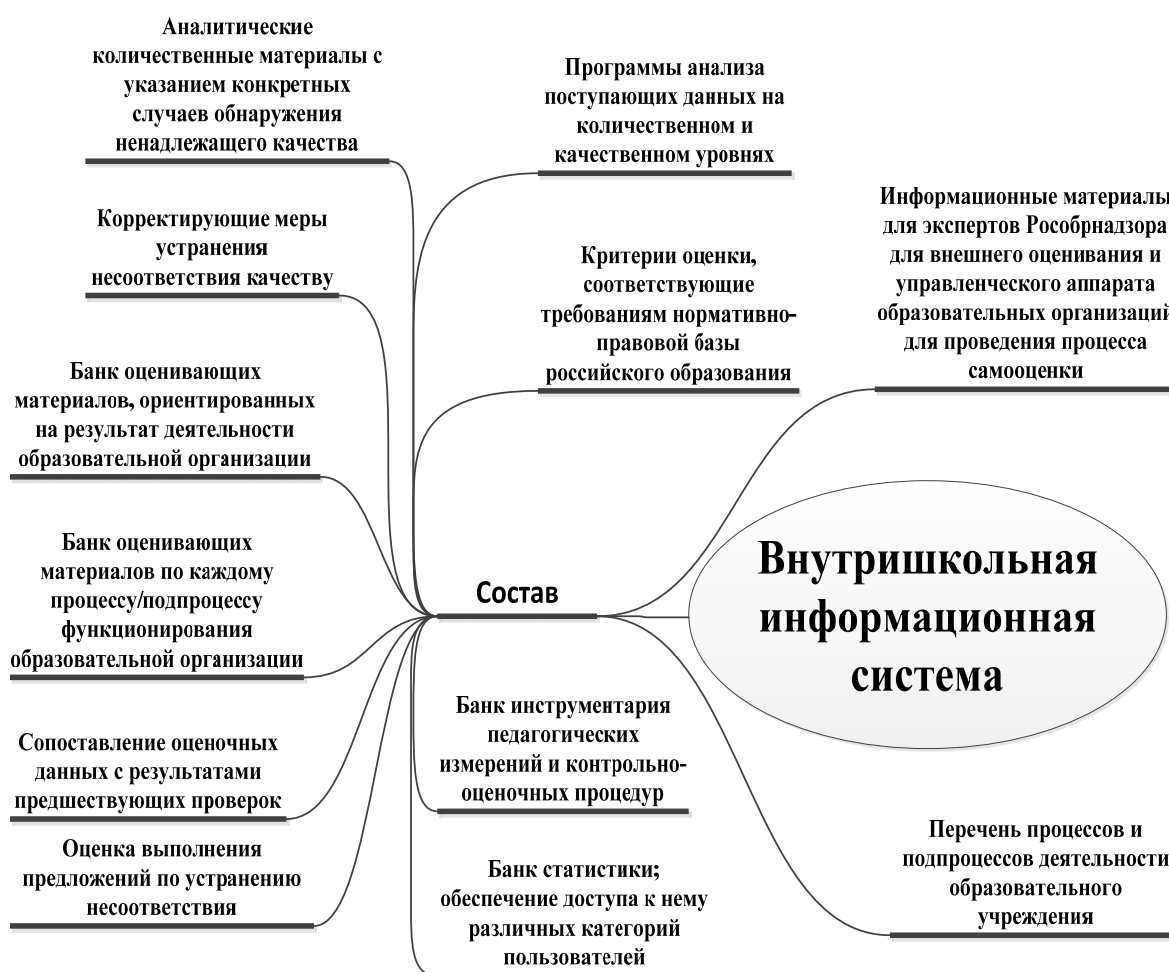 Аналитические
количественные материалы с
указанием конкретных
случаев обнаружения
ненадлежащего качества
Корректирующие меры
устранения
несоответствия качеству
Банк оценивающих
материалов, ориентированных
на результат деятельности
образовательной организации
Банк оценивающих
материалов по каждому
процессу/подпроцессу
функционирования
образовательной организации
Сопоставление оценочных
данных с результатами
предшествующих проверок
Оценка выполнения
предложений по устранению
несоответствия
Программы анализа
поступающих данных на
количественном и
качественном уровнях
Критерии оценки,
соответствующие
требованиям нормативно-
правовой базы
российского образования
Состав
Банк инструментария
педагогических
измерений и контрольно-
оценочных процедур
Банк статистики;
обеспечение доступа к нему
различных категорий
пользователей
Информационные материалы
для экспертов Рособрнадзора
для внешнего оценивания и
управленческого аппарата
образовательных организаций
для проведения процесса
самооценки
Внутришкольная
информационная
система
Перечень процессов и
подпроцессов деятельности
образовательного
учреждения